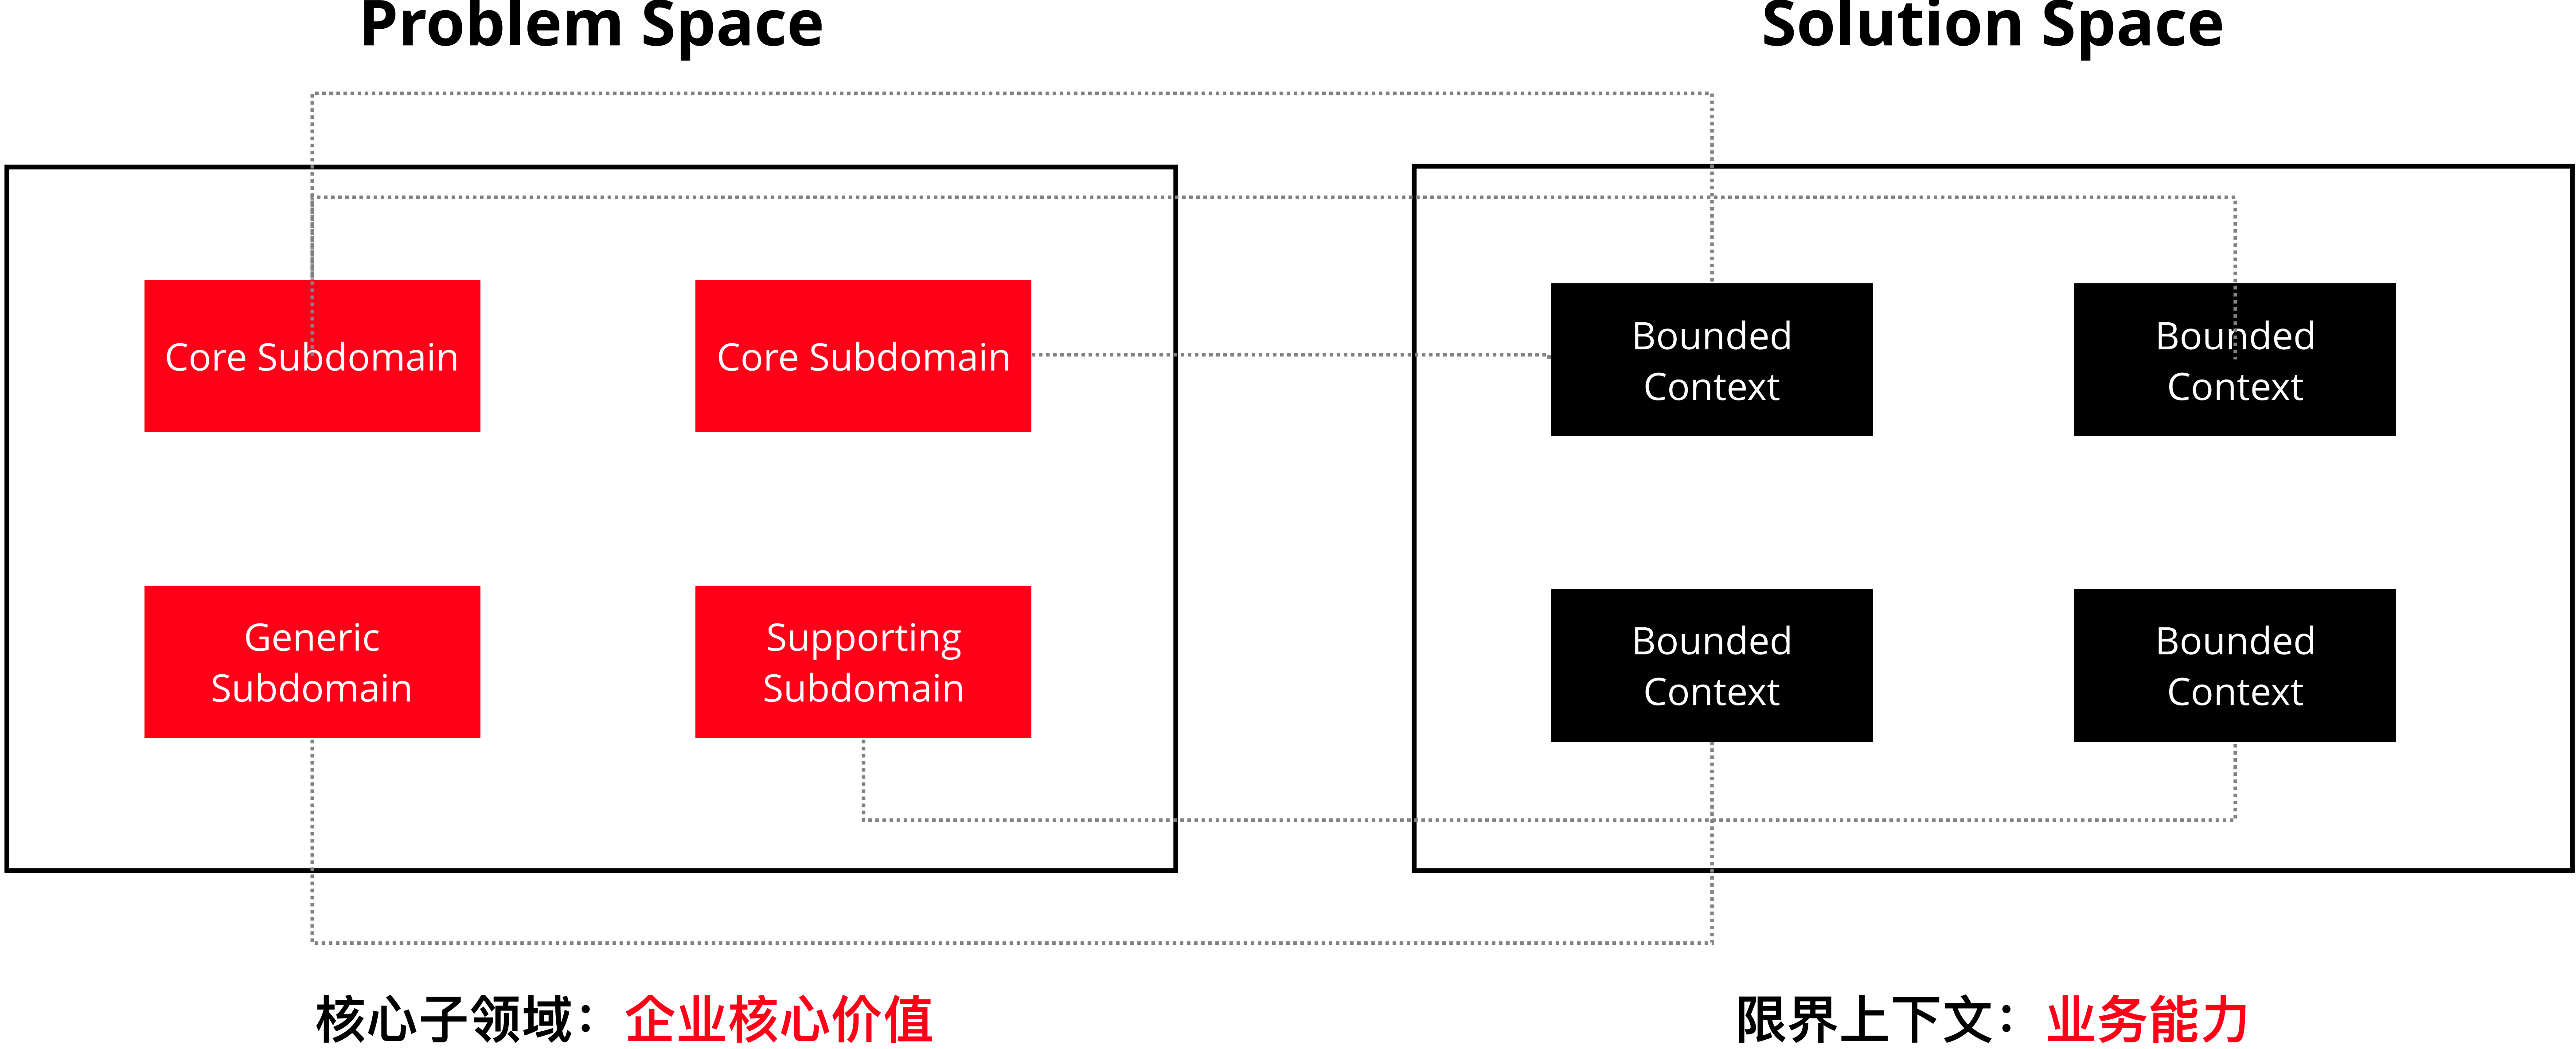 Problem Space
Solution Space
Core Subdomain
Core Subdomain
Bounded
Context
Bounded
Context
Generic
Subdomain
Supporting
Subdomain
Bounded
Context
Bounded
Context
核心子领域：企业核心价值
限界上下文：业务能力